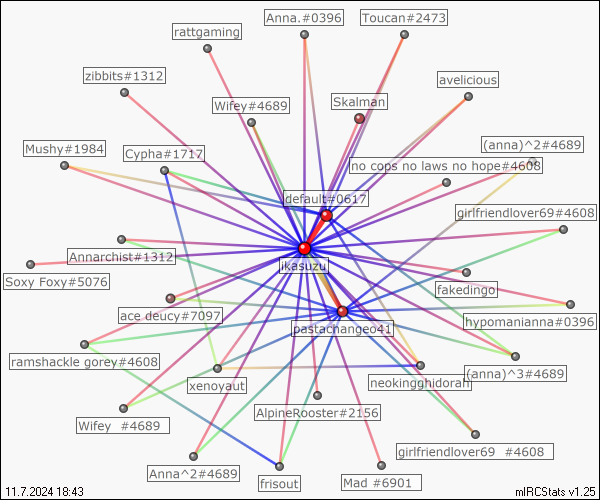 Anna.#0396
Toucan#2473
rattgaming
zibbits#1312
avelicious
Wifey#4689
Skalman
Mushy#1984
Cypha#1717
(anna)^2#4689
no cops no laws no hope#4608
default#0617
girlfriendlover69#4608
Annarchist#1312
ikasuzu
Soxy Foxy#5076
fakedingo
ace deucy#7097
hypomanianna#0396
pastachangeo41
ramshackle gorey#4608
(anna)^3#4689
xenoyaut
neokingghidorah
AlpineRooster#2156
Wifey #4689
girlfriendlover69 #4608
Anna^2#4689
frisout
Mad #6901
11.7.2024 18:43
mIRCStats v1.25